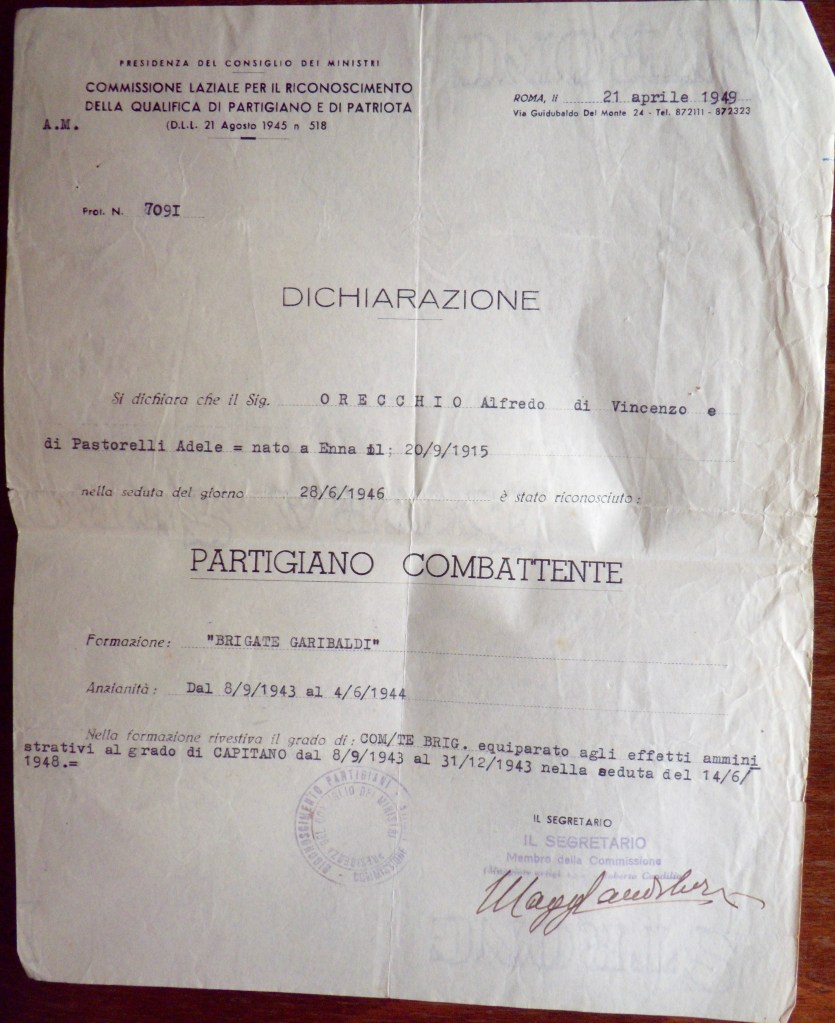 PRESIDENZA DEL CONSIGLIO DEI MINISTRI
COMMISSIONE LAZIALE PER IL RICONOSCIMENTO
DELLA QUALIFICA DI PARTIGIANO E DI PATRIOTA
A.M.
(D.L.L. 21 Agosto 1945 n 518
ROMA, li 21 aprile 1949
Via Guidubaldo Del Monte 24 - Tel. 872111 - 872323
Prot. N. 709I
DICHIARAZIONE
Si dichiara che il Sig. O R E C C H I O Alfredo di Vincenzo e
di Pastorelli Adele = nato a Enna il; 20/9/1915
nella seduta del giorno 28/6/1946 è stato riconosciuto:
PARTIGIANO COMBATTENTE
Formazione: "BRIGATE GARIBALDI"
Anzianità: Dal 8/9/1943 al 4/6/1944
Nella formazione rivestiva il grado di: COM/TE BRIG. equiparato agli effetti ammini
strativi al grado di CAPITANO dal 8/9/1943 al 31/12/1943 nella seduta del 14/6/
1948.=
RICONOSCIMENTO PARTIGIANI
IL SEGRETARIO
IL SEGRETARIO
Membro della Commissione